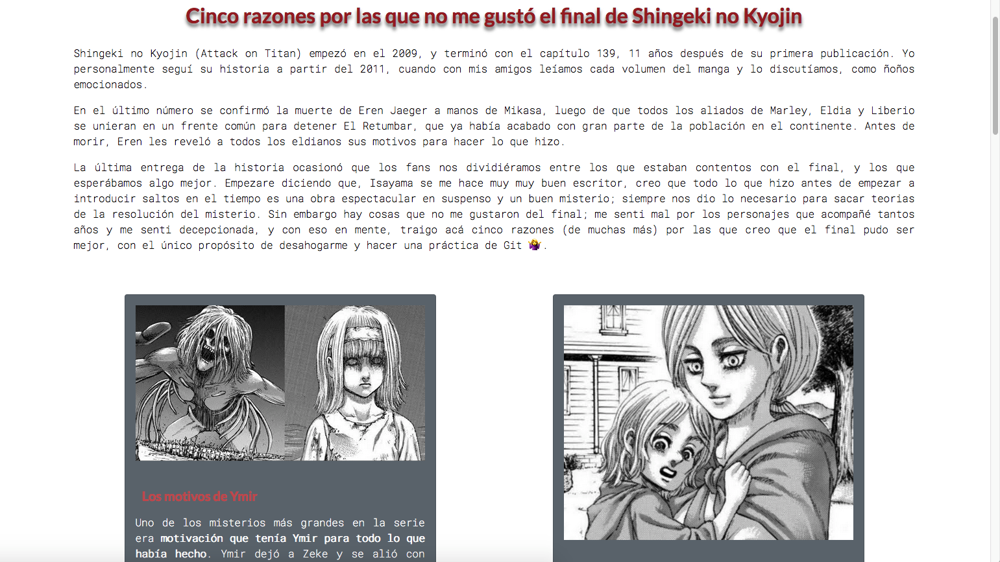 Cinco razones por las que no me gustó el final de Shingeki no Kyojin
Shingeki no Kyojin (Attack on Titan) empezó en el 2009, y terminó con el capítulo 139, 11 años después de su primera publicación. Yo
personalmente seguí su historia a partir del 2011, cuando con mis amigos leíamos cada volumen del manga y lo discutíamos, como ñoños
emocionados.
En el último número se confirmó la muerte de Eren Jaeger a manos de Mikasa, luego de que todos los aliados de Marley, Eldia y Liberio
se unieran en un frente común para detener El Retumbar, que ya había acabado con gran parte de la población en el continente. Antes de
morir, Eren les reveló a todos los eldianos sus motivos para hacer lo que hizo.
La última entrega de la historia ocasionó que los fans nos dividiéramos entre los que estaban contentos con el final, y los que
esperábamos algo mejor. Empezare diciendo que, Isayama se me hace muy muy buen escritor, creo que todo lo que hizo antes de empezar a
introducir saltos en el tiempo es una obra espectacular en suspenso y un buen misterio; siempre nos dio lo necesario para sacar teorias
de la resolución del misterio. Sin embargo hay cosas que no me gustaron del final; me senti mal por los personajes que acompañé tantos
años y me senti decepcionada, y con eso en mente, traigo acá cinco razones (de muchas más) por las que creo que el final pudo ser
mejor, con el único propósito de desahogarme y hacer una práctica de Git 🤷‍♀️.
Los motivos de Ymir
Uno de los misterios más grandes en la serie
era motivación que tenía Ymir para todo lo que
había hecho. Ymir dejó a Zeke y se alió con